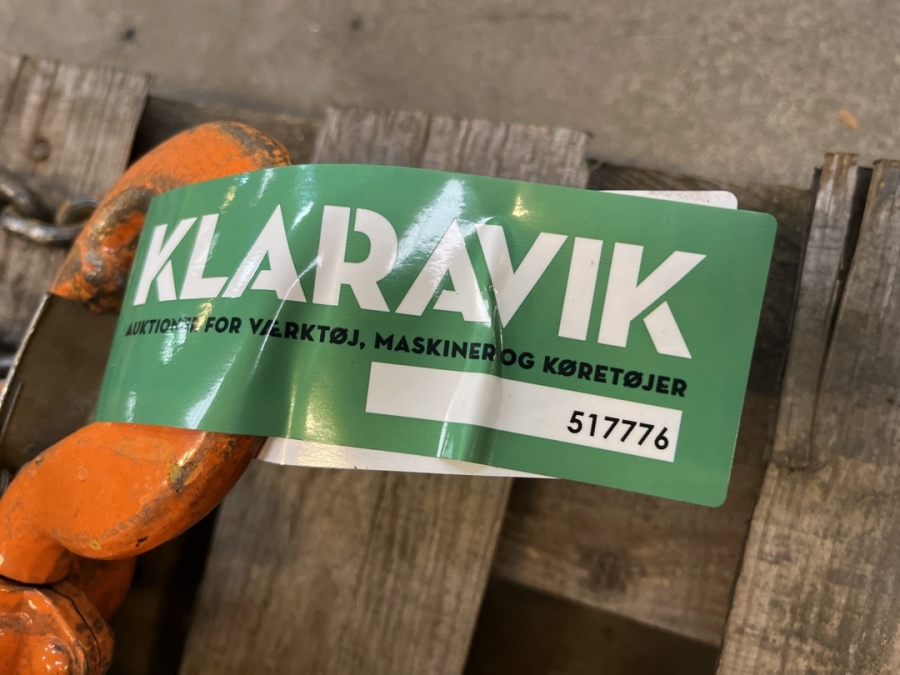 KLARAVIK
AUKTIONER FOR VÆRKTØJ, MASKINER OG KØRETØJER
517776